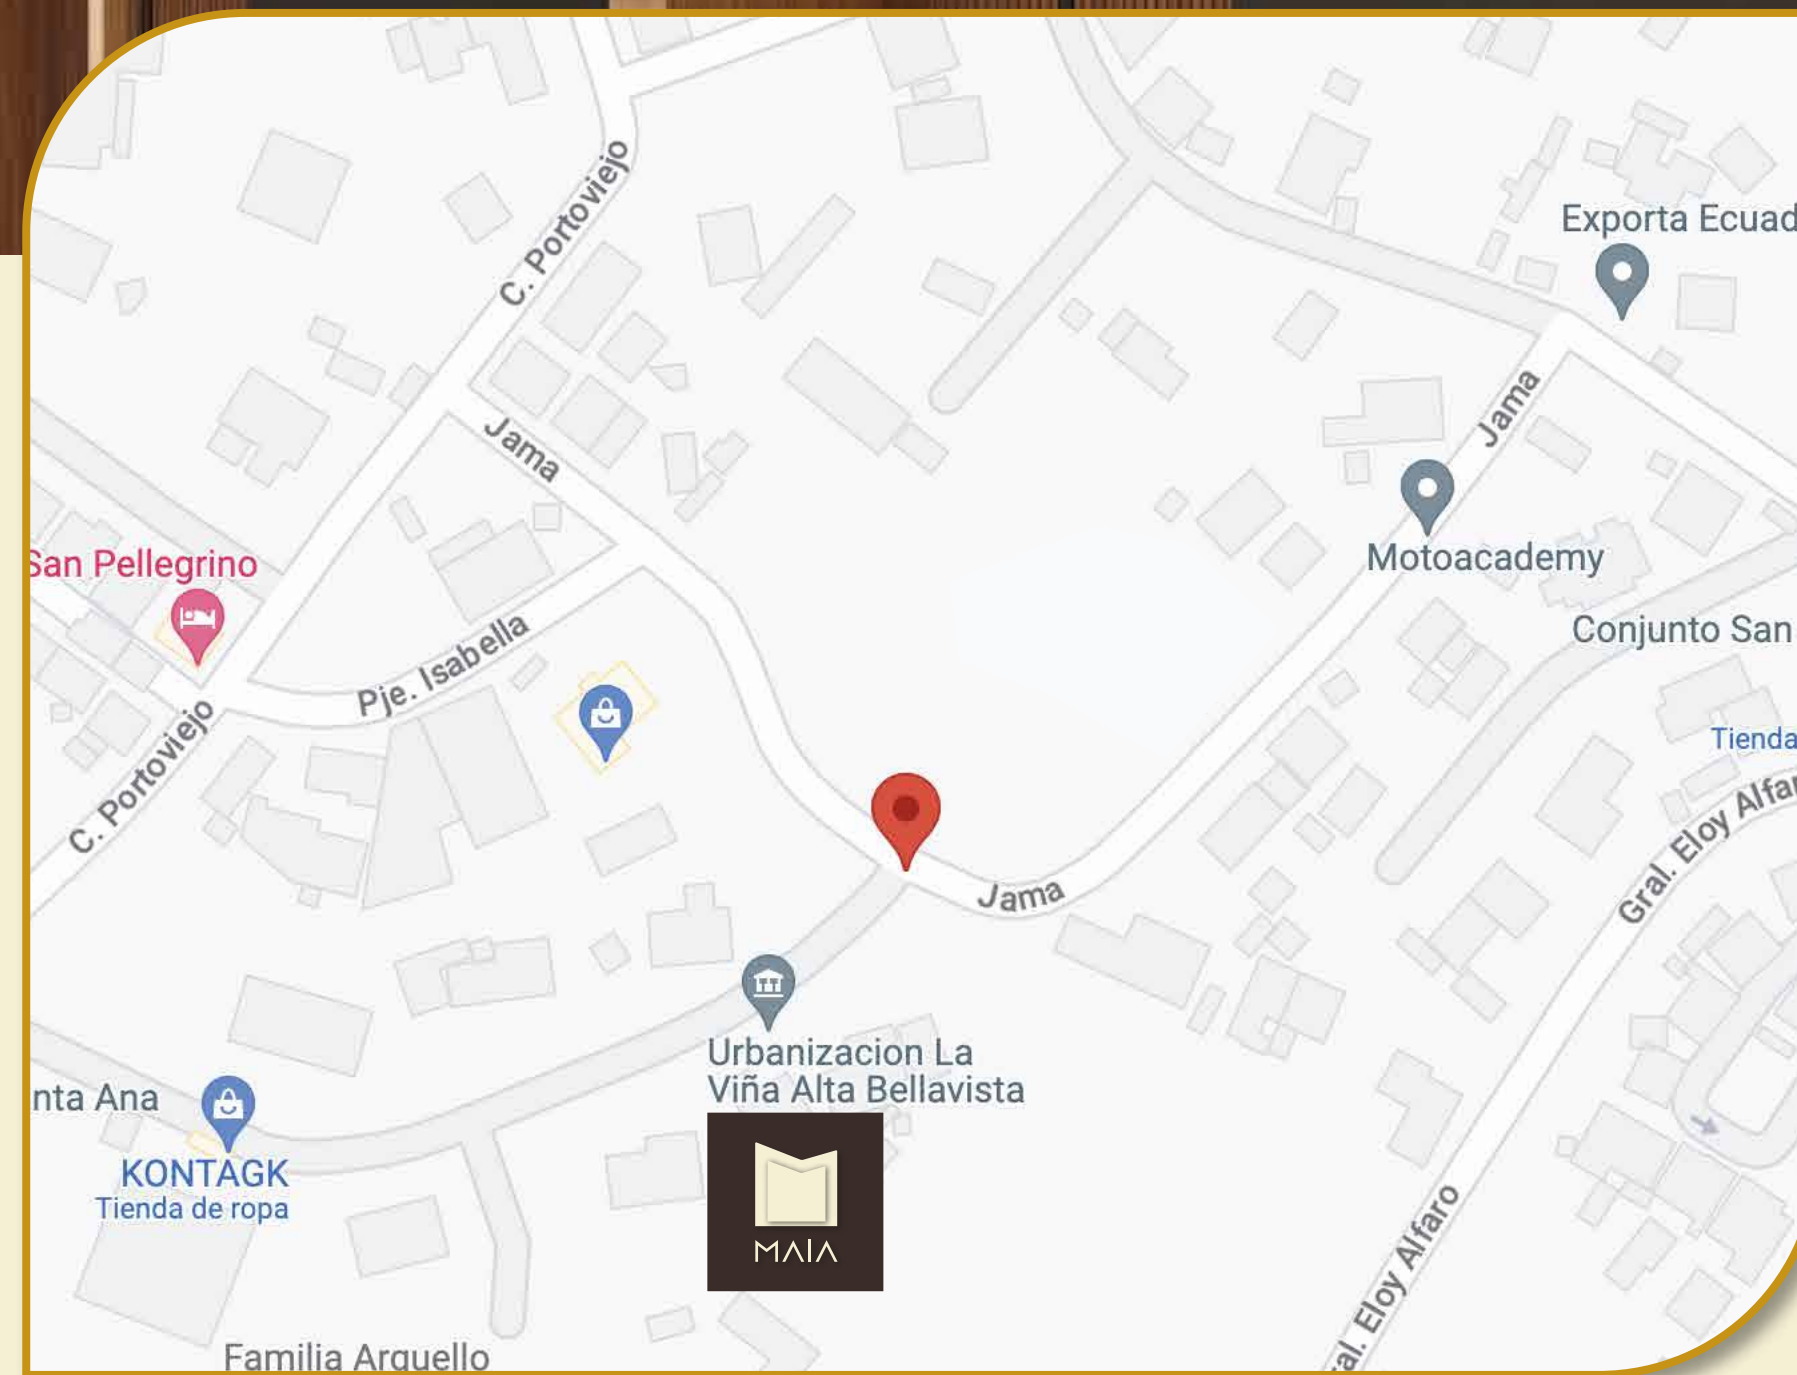 C. Portoviejo
Exporta Ecuad
Jama
Jama
San Pellegrino
Motoacademy
Pje. Isabella
Conjunto San
C. Portoviejo
Tienda
Gral. Eloy Alfar
Jama
Urbanizacion La
Viña Alta Bellavista
nta Ana
KONTAGK
Tienda de ropa
MAIA
ral. Eloy Alfaro
Familia Arguello